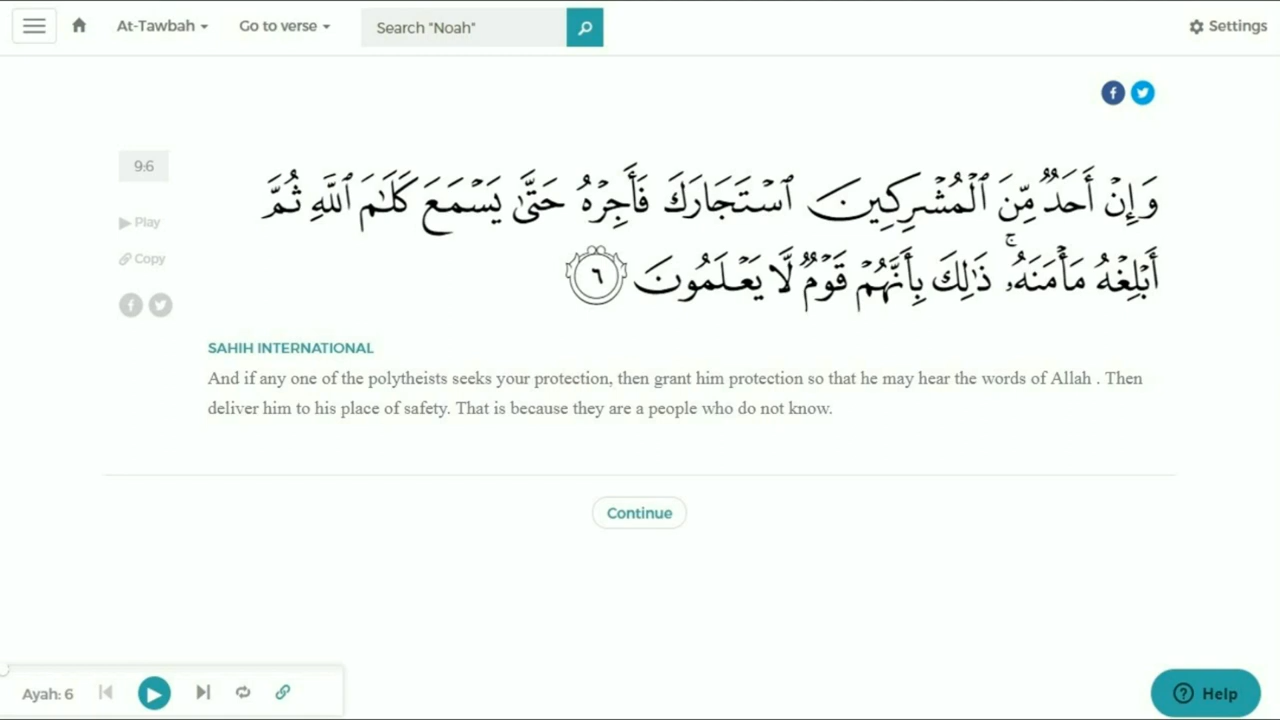 At-Tawbah
Go to verse
Search "Noah"
Settings
9:6
Play
Copy
وَإِنْ أَحَدٌ مِّنَ ٱلْمُشْرِكِينَ ٱسْتَجَارَكَ فَأَجِرْهُ حَتَّىٰ يَسْمَعَ كَلَـٰمَ ٱللَّهِ ثُمَّ
أَبْلِغْهُ مَأْمَنَهُۥ ۚ ذَٰلِكَ بِأَنَّهُمْ قَوْمٌ لَّا يَعْلَمُونَ ٦
SAHIH INTERNATIONAL
And if any one of the polytheists seeks your protection, then grant him protection so that he may hear the words of Allah . Then
deliver him to his place of safety. That is because they are a people who do not know.
Continue
Ayah: 6
Help